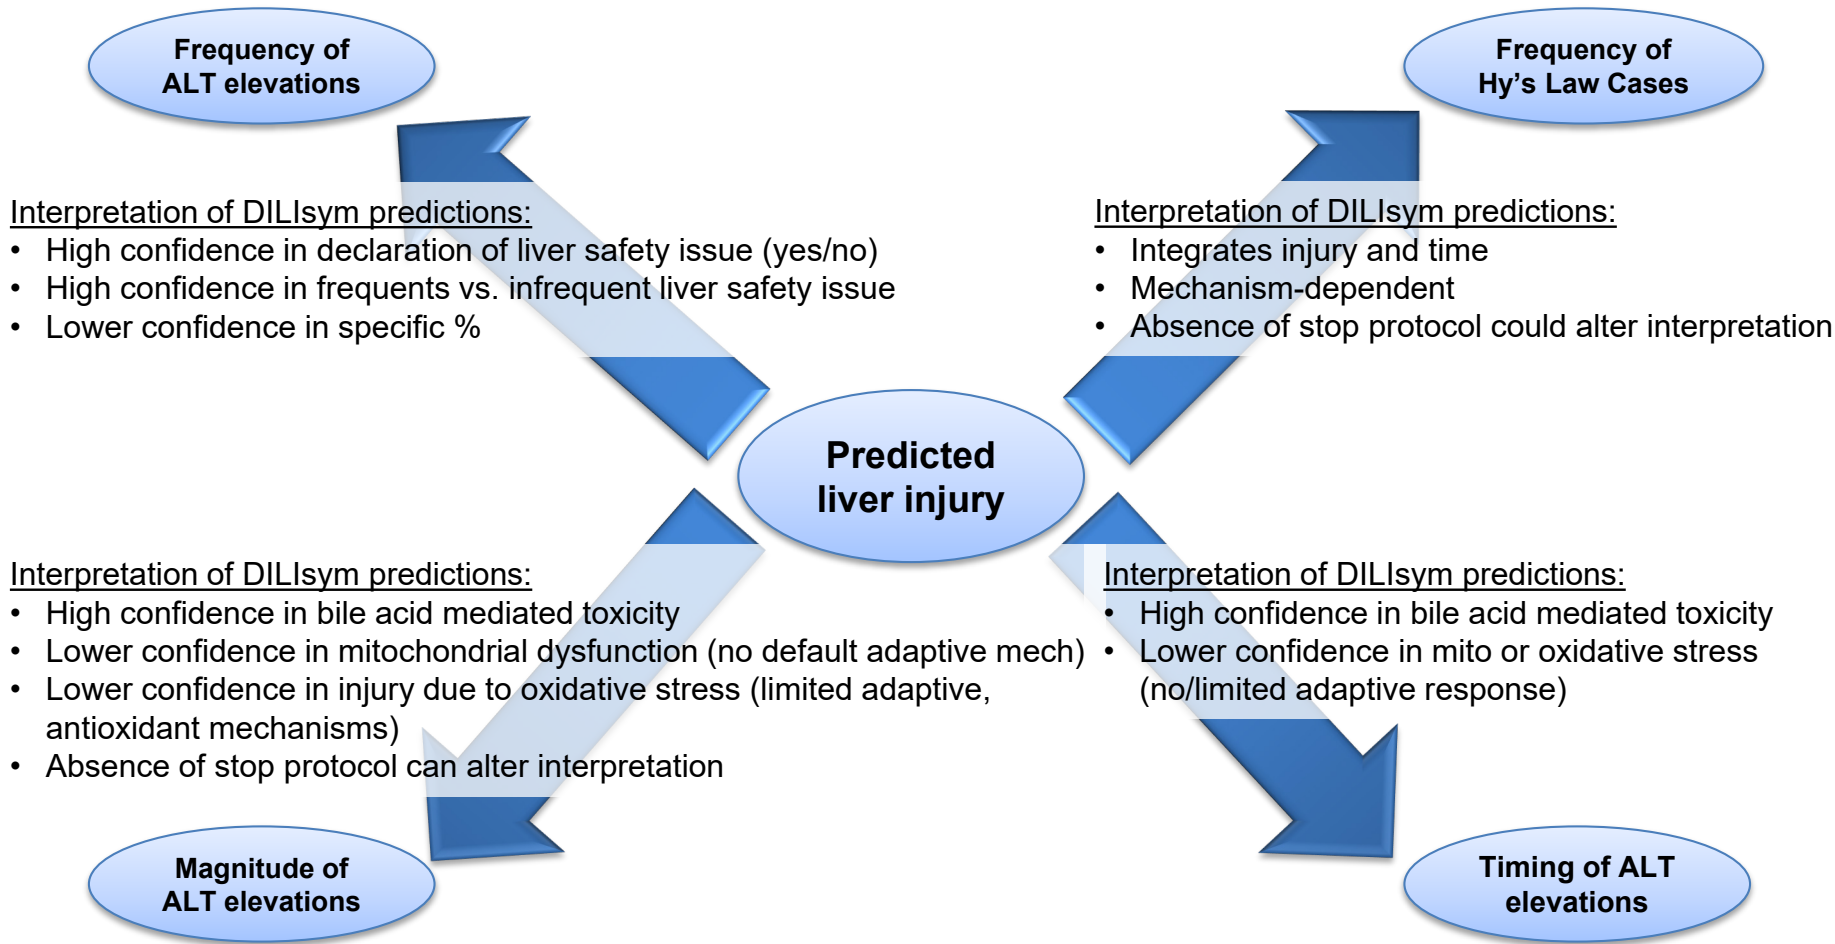 Frequency of
ALT elevations
Frequency of
Hy's Law Cases
Interpretation of DILIsym predictions:
• High confidence in declaration of liver safety issue (yes/no)
• High confidence in frequents vs. infrequent liver safety issue
• Lower confidence in specific %
Interpretation of DILIsym predictions:
• Integrates injury and time
• Mechanism-dependent
• Absence of stop protocol could alter interpretation
Predicted
liver injury
Interpretation of DILIsym predictions:
• High confidence in bile acid mediated toxicity
• Lower confidence in mitochondrial dysfunction (no default adaptive mech)
• Lower confidence in injury due to oxidative stress (limited adaptive,
antioxidant mechanisms)
• Absence of stop protocol can alter interpretation
Interpretation of DILIsym predictions:
• High confidence in bile acid mediated toxicity
• Lower confidence in mito or oxidative stress
(no/limited adaptive response)
Magnitude of
ALT elevations
Timing of ALT
elevations